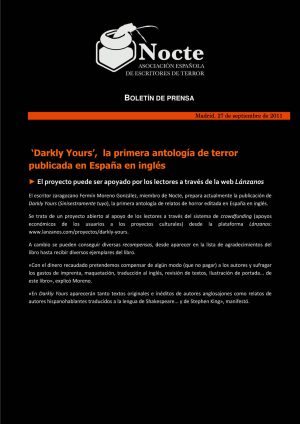 Nocte
ASOCIACIÓN ESPAÑOLA
DE ESCRITORES DE TERROR
BOLETÍN DE PRENSA
Madrid, 27 de septiembre de 2011
‘Darkly Yours’, la primera antología de terror
publicada en España en inglés
► El proyecto puede ser apoyado por los lectores a través de la web Lánzanos
El escritor zaragozano Fermín Moreno González, miembro de Nocte, prepara actualmente la publicación de
Darkly Yours (Siniestramente tuyo), la primera antología de relatos de terror editada en España en inglés.
Se trata de un proyecto abierto al apoyo de los lectores a través del sistema de crowdfunding (apoyos
económicos de los usuarios a los proyectos culturales) desde la plataforma Lánzanos:
www.lanzanos.com/proyectos/darkly-yours.
A cambio se pueden conseguir diversas recompensas, desde aparecer en la lista de agradecimientos del
libro hasta recibir diversos ejemplares del libro.
«Con el dinero recaudado pretendemos compensar de algún modo (que no pagar) a los autores y sufragar
los gastos de imprenta, maquetación, traducción al inglés, revisión de textos, ilustración de portada... de
este libro», explicó Moreno.
«En Darkly Yours aparecerán tanto textos originales e inéditos de autores anglosajones como relatos de
autores hispanohablantes traducidos a la lengua de Shakespeare... y de Stephen King», manifestó.